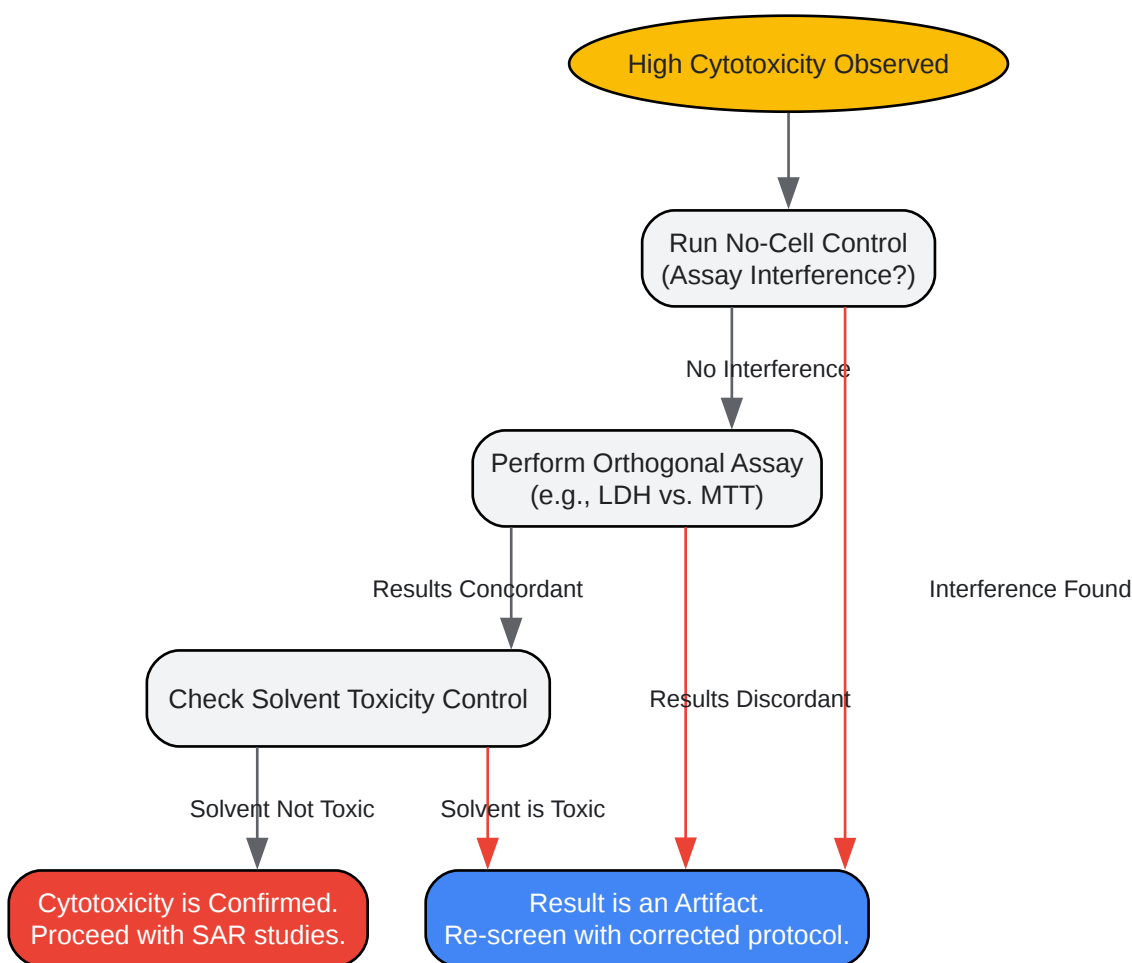 High Cytotoxicity Observed
Run No-Cell Control
(Assay Interference?)
No Interference
Perform Orthogonal Assay
(e.g., LDH vs. MTT)
Results Concordant
Interference Found
Check Solvent Toxicity Control
Results Discordant
Solvent Not Toxic
Solvent is Toxic
Cytotoxicity is Confirmed.
Proceed with SAR studies.
Result is an Artifact.
Re-screen with corrected protocol.